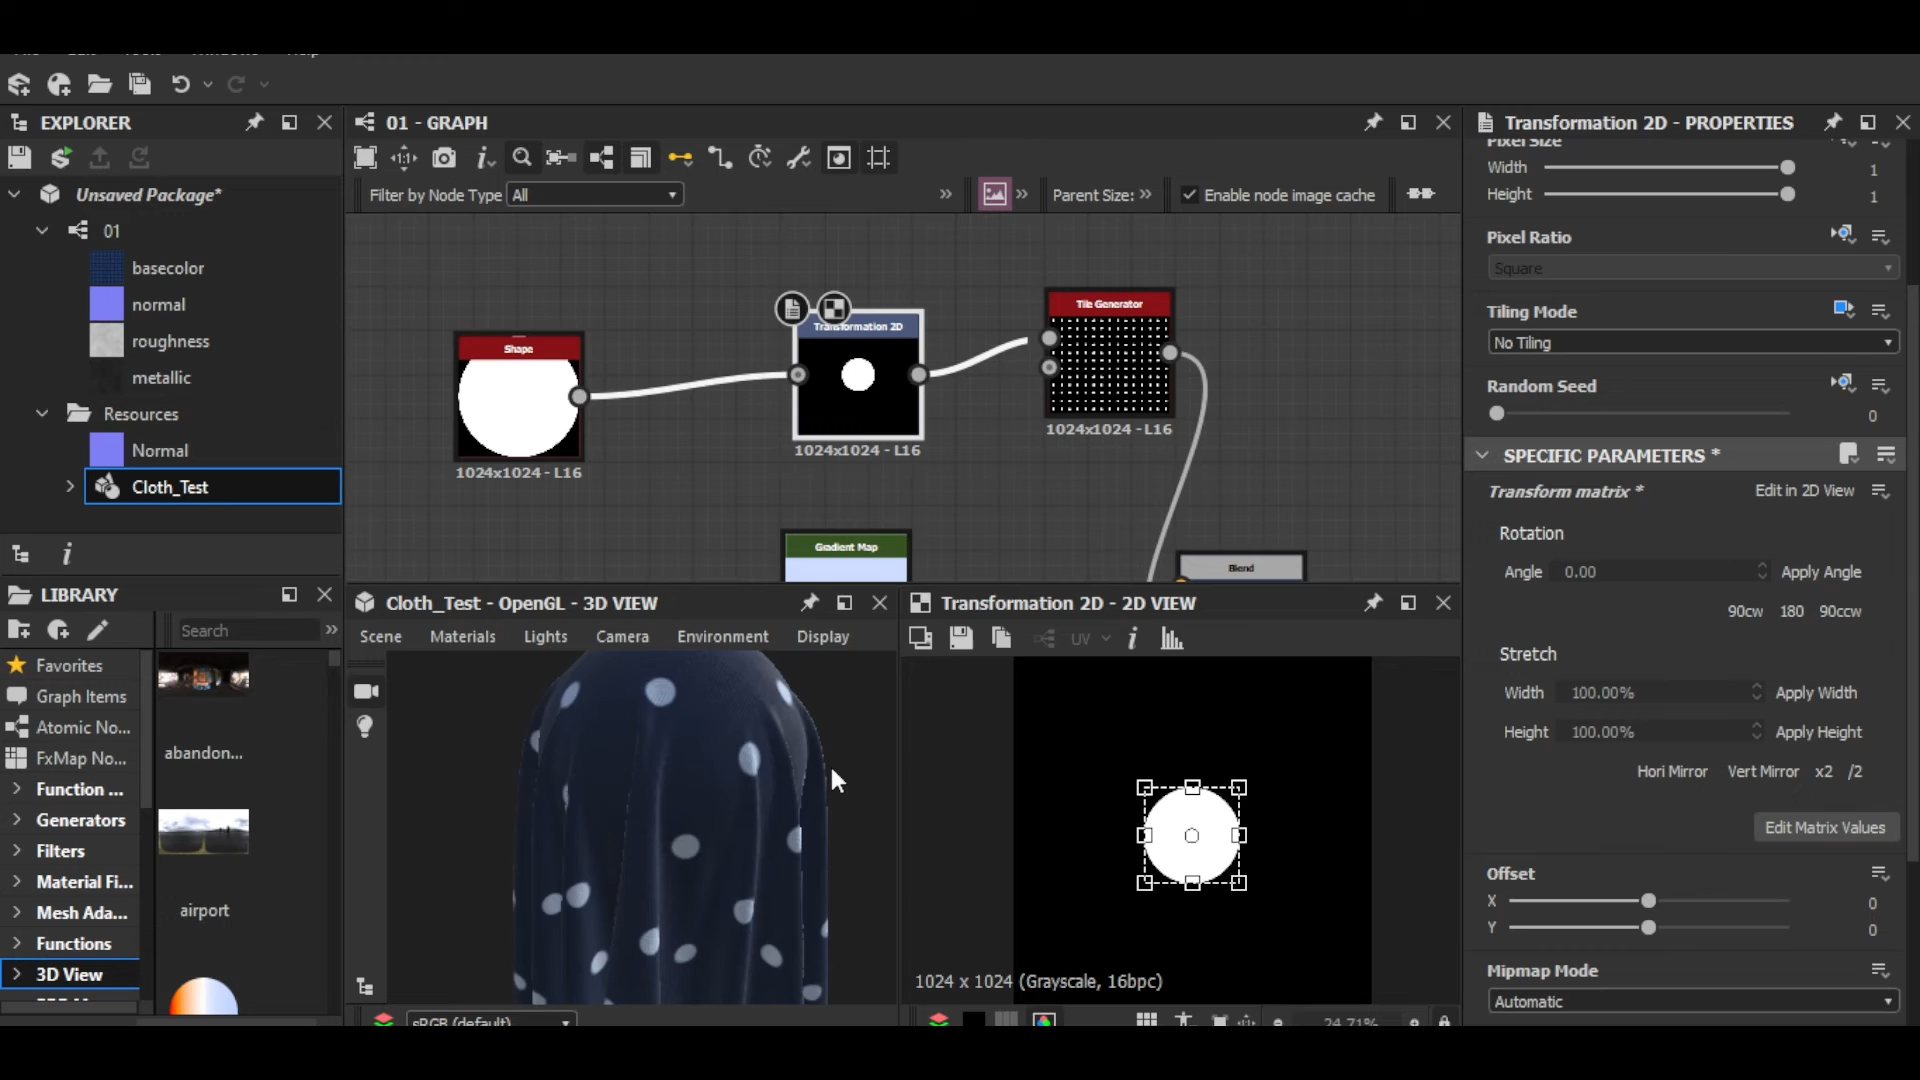 EXPLORER
01 - GRAPH
Transformation 2D - PROPERTIES
Pixel Size
Width
1
Height
1
Filter by Node Type
All
Parent Size:
Enable node image cache
Unsaved Package*
01
basecolor
normal
roughness
metallic
Resources
Normal
Cloth_Test
Shape
1024x1024 - L16
Transformation 2D
1024x1024 - L16
Tile Generator
1024x1024 - L16
Gradient Map
Blend
Pixel Ratio
Square
Tiling Mode
No Tiling
Random Seed
0
SPECIFIC PARAMETERS *
Transform matrix *
Edit in 2D View
Rotation
Angle
0.00
Apply Angle
90cw
180
90ccw
Stretch
Width
100.00%
Apply Width
Height
100.00%
Apply Height
Hori Mirror
Vert Mirror
x2
/2
Edit Matrix Values
Offset
X
0
Y
0
Mipmap Mode
Automatic
LIBRARY
Search
Favorites
Graph Items
Atomic No...
FxMap No...
Function ...
Generators
Filters
Material Fi...
Mesh Ada...
Functions
3D View
abandon...
airport
Cloth_Test - OpenGL - 3D VIEW
Scene
Materials
Lights
Camera
Environment
Display
sRGB (default)
Transformation 2D - 2D VIEW
UV
1024 x 1024 (Grayscale, 16bpc)
24.71%